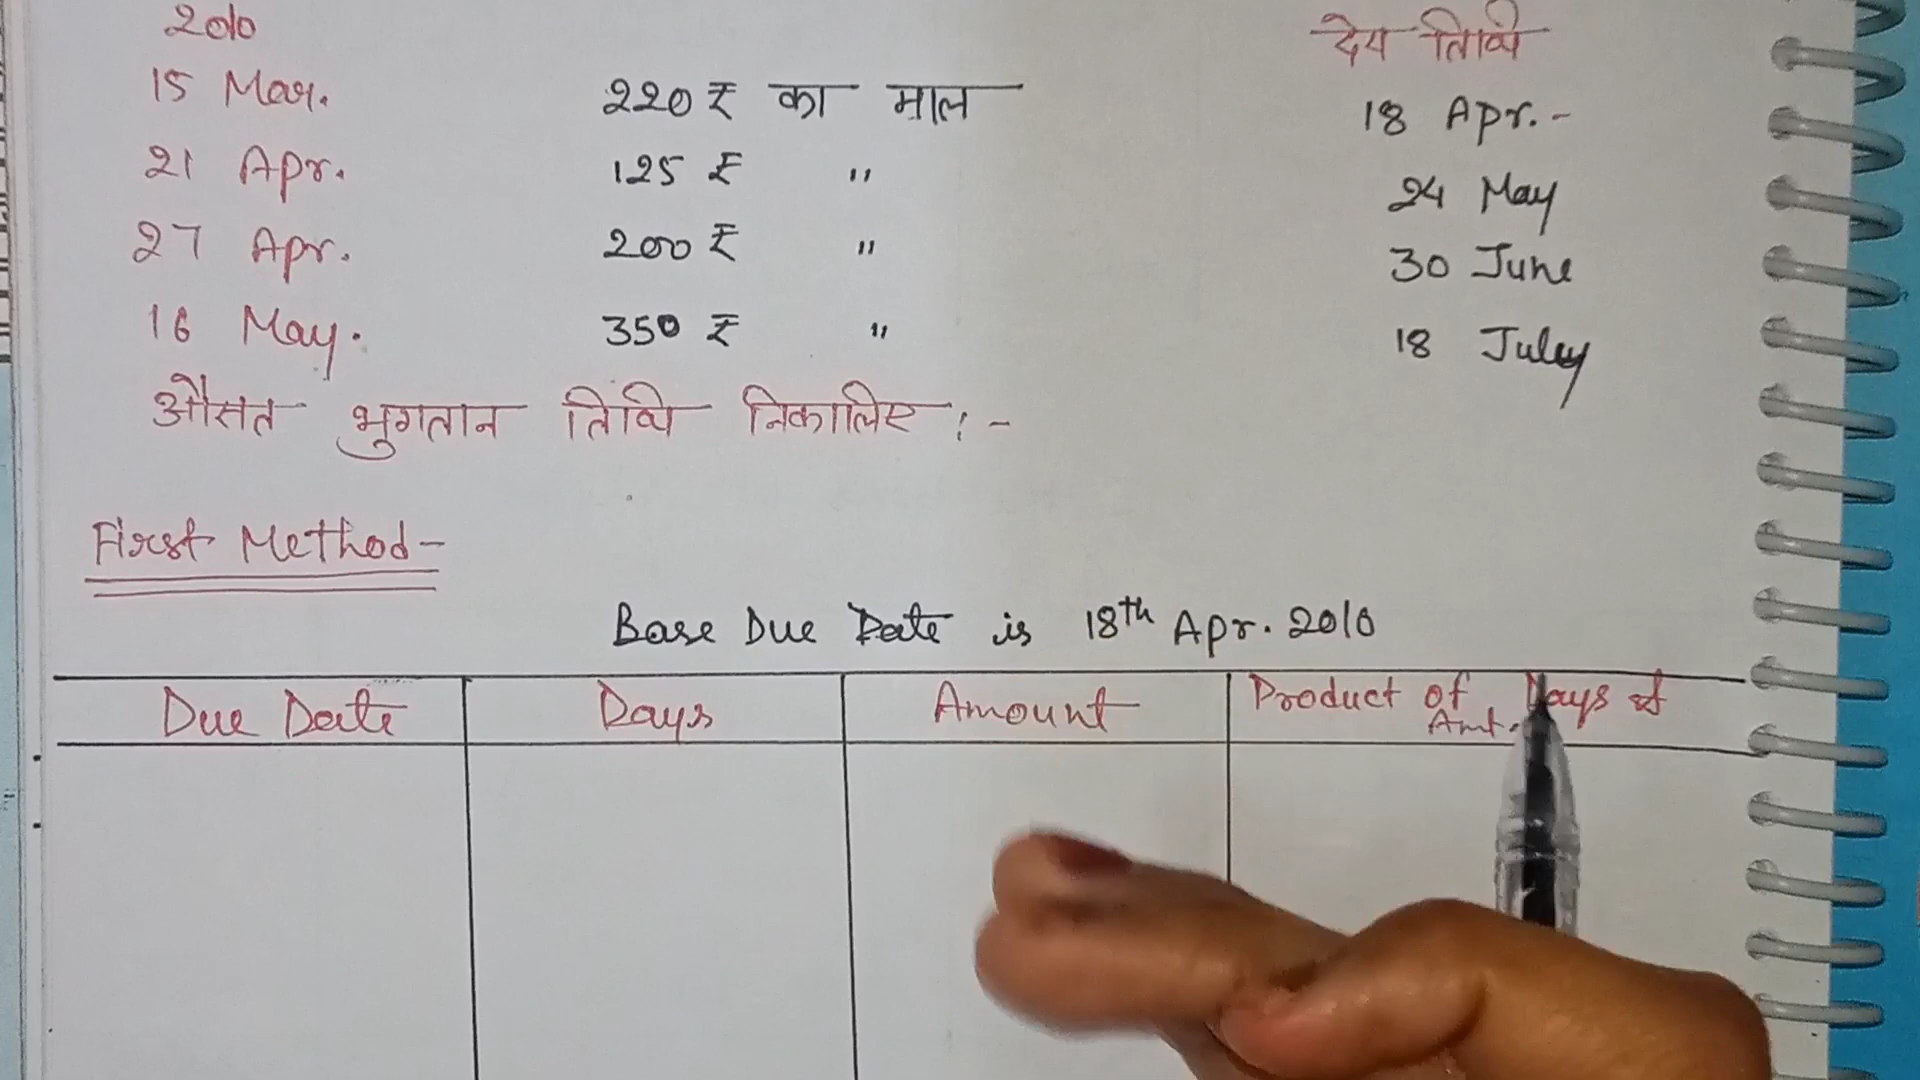 2010 देय तिथि
15 Mar. 220 ₹ का माल 18 Apr. -
21 Apr. 125 ₹ " 24 May
27 Apr. 200 ₹ " 30 June
16 May. 350 ₹ " 18 Juley
औसत भुगतान तिथि निकालिए :-
First Method-
Base Due Date is 18th Apr. 2010
Due Date Days Amount Product of Days &
Amt.